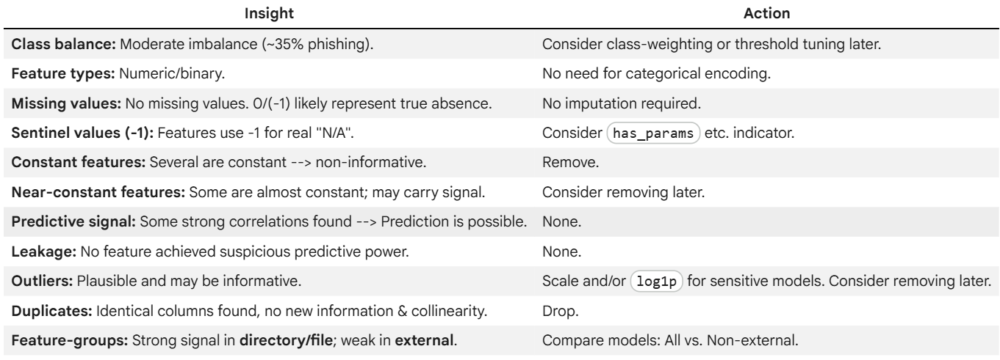 Insight Action
Class balance: Moderate imbalance (~35% phishing). Consider class-weighting or threshold tuning later.
Feature types: Numeric/binary. No need for categorical encoding.
Missing values: No missing values. 0/(-1) likely represent true absence. No imputation required.
Sentinel values (-1): Features use -1 for real "N/A". Consider has_params etc. indicator.
Constant features: Several are constant --> non-informative. Remove.
Near-constant features: Some are almost constant; may carry signal. Consider removing later.
Predictive signal: Some strong correlations found --> Prediction is possible. None.
Leakage: No feature achieved suspicious predictive power. None.
Outliers: Plausible and may be informative. Scale and/or log1p for sensitive models. Consider removing later.
Duplicates: Identical columns found, no new information & collinearity. Drop.
Feature-groups: Strong signal in directory/file; weak in external. Compare models: All vs. Non-external.